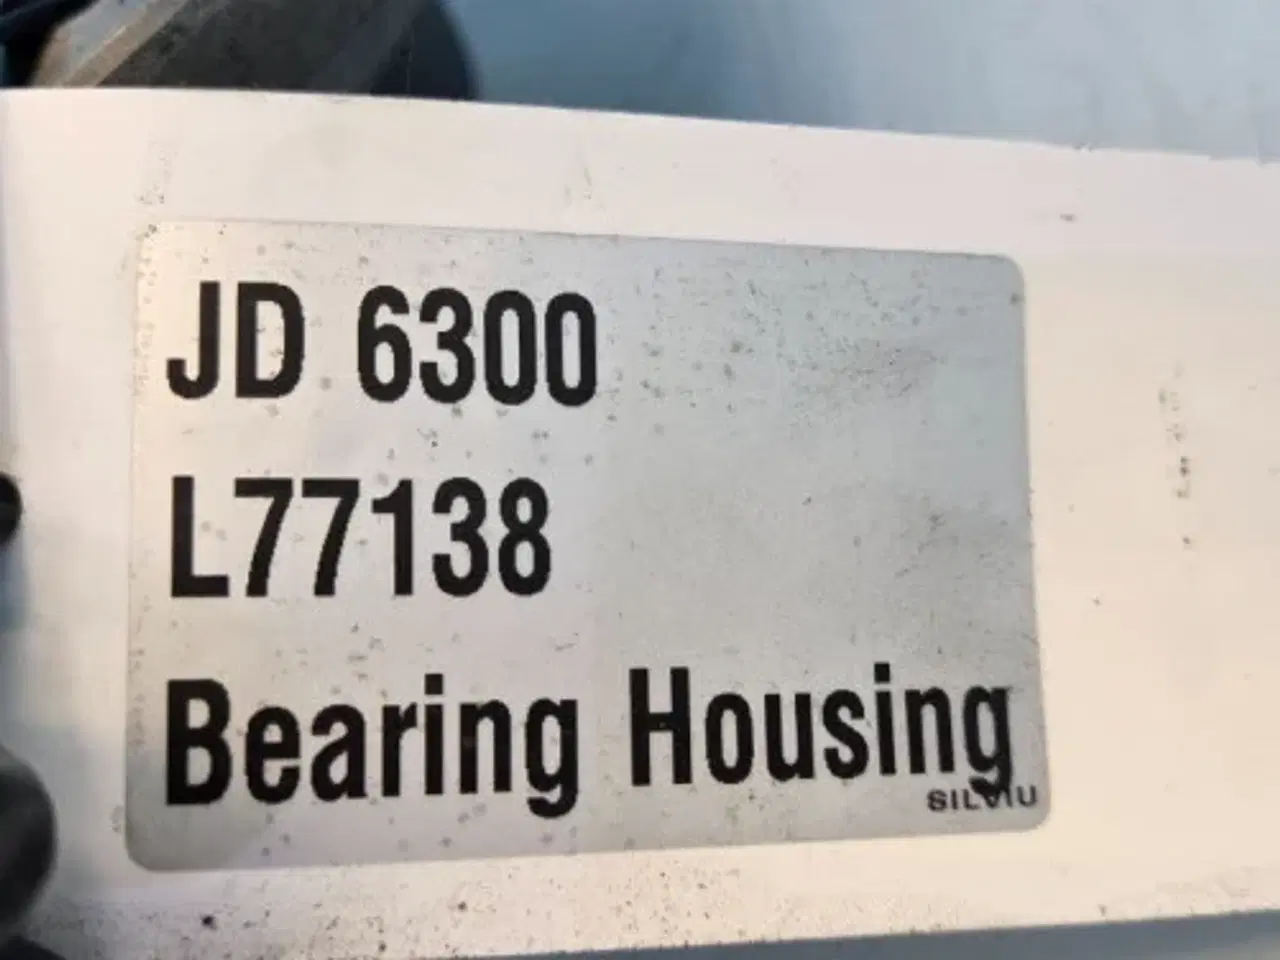 JD 6300
L77138
Bearing Housing
SILVIU